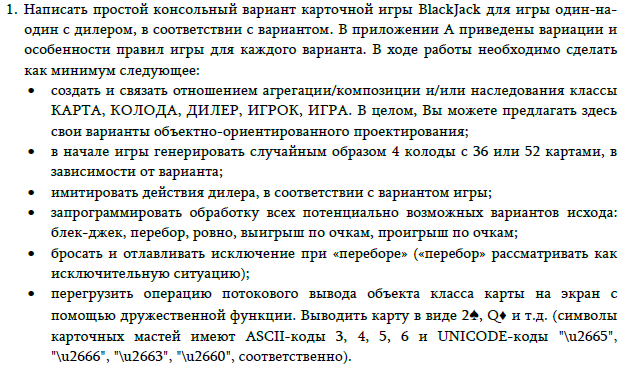 1. Написать простой консольный вариант карточной игры BlackJack для игры один-на-
один с дилером, в соответствии с вариантом. В приложении А приведены вариации и
особенности правил игры для каждого варианта. В ходе работы необходимо сделать
как минимум следующее:
• создать и связать отношением агрегации/композиции и/или наследования классы
КАРТА, КОЛОДА, ДИЛЕР, ИГРОК, ИГРА. В целом, Вы можете предлагать здесь
свои варианты объектно-ориентированного проектирования;
• в начале игры генерировать случайным образом 4 колоды с 36 или 52 картами, в
зависимости от варианта;
• имитировать действия дилера, в соответствии с вариантом игры;
• запрограммировать обработку всех потенциально возможных вариантов исхода:
блек-джек, перебор, ровно, выигрыш по очкам, проигрыш по очкам;
• бросать и отлавливать исключение при «переборе» («перебор» рассматривать как
исключительную ситуацию);
• перегрузить операцию потокового вывода объекта класса карты на экран с
помощью дружественной функции. Выводить карту в виде 2♠, Q♦ и т.д. (символы
карточных мастей имеют ASCII-коды 3, 4, 5, 6 и UNICODE-коды "\u2665",
"\u2666", "\u2663", "\u2660", соответственно).